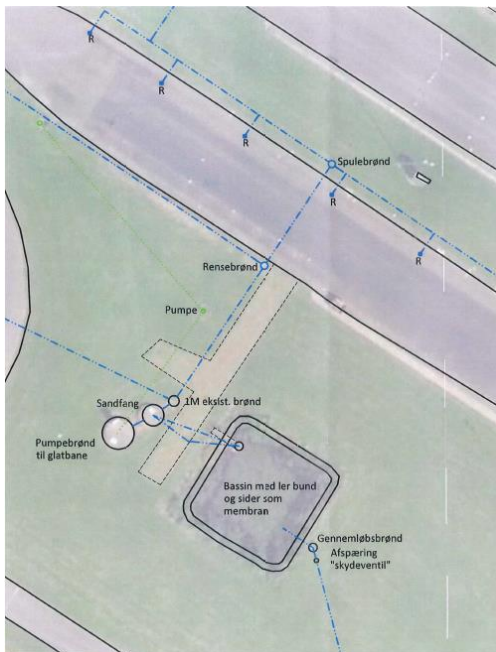 R
R
R
Spulebrønd
R
R
Rensebrønd
Pumpe
1M eksist. brønd
Sandfang
Pumpebrønd
til glatbane
Bassin med ler bund
og sider som
membran
Gennemløbsbrønd
Afspæring
"skydeventil"